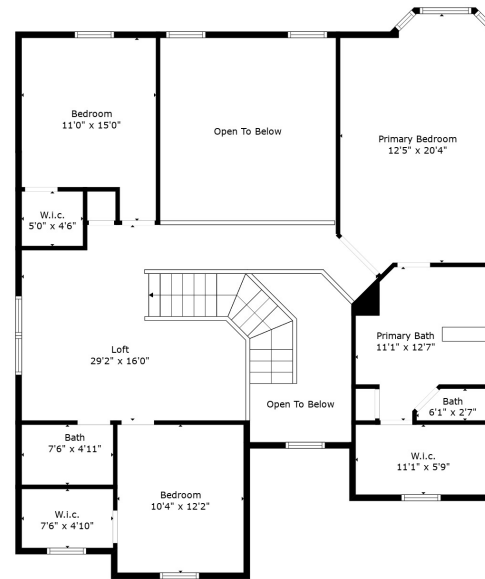 Bedroom
11'0" x 15'0"
Open To Below
Primary Bedroom
12'5" x 20'4"
W.i.c.
5'0" x 4'6"
Loft
29'2" x 16'0"
Primary Bath
11'1" x 12'7"
Open To Below
Bath
6'1" x 2'7"
Bath
7'6" x 4'11"
W.i.c.
11'1" x 5'9"
Bedroom
10'4" x 12'2"
W.i.c.
7'6" x 4'10"